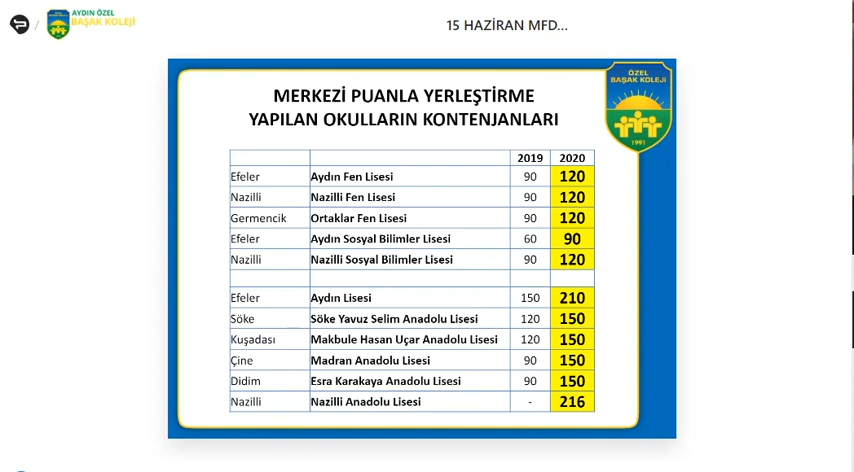 AYDIN ÖZEL
BAŞAK KOLEJİ
15 HAZİRAN MFD...
ÖZEL
BAŞAK KOLEJİ
1991
MERKEZİ PUANLA YERLEŞTİRME
YAPILAN OKULLARIN KONTENJANLARI
2019 2020
Efeler Aydın Fen Lisesi 90 120
Nazilli Nazilli Fen Lisesi 90 120
Germencik Ortaklar Fen Lisesi 90 120
Efeler Aydın Sosyal Bilimler Lisesi 60 90
Nazilli Nazilli Sosyal Bilimler Lisesi 90 120
Efeler Aydın Lisesi 150 210
Söke Söke Yavuz Selim Anadolu Lisesi 120 150
Kuşadası Makbule Hasan Uçar Anadolu Lisesi 120 150
Çine Madran Anadolu Lisesi 90 150
Didim Esra Karakaya Anadolu Lisesi 90 150
Nazilli Nazilli Anadolu Lisesi - 216